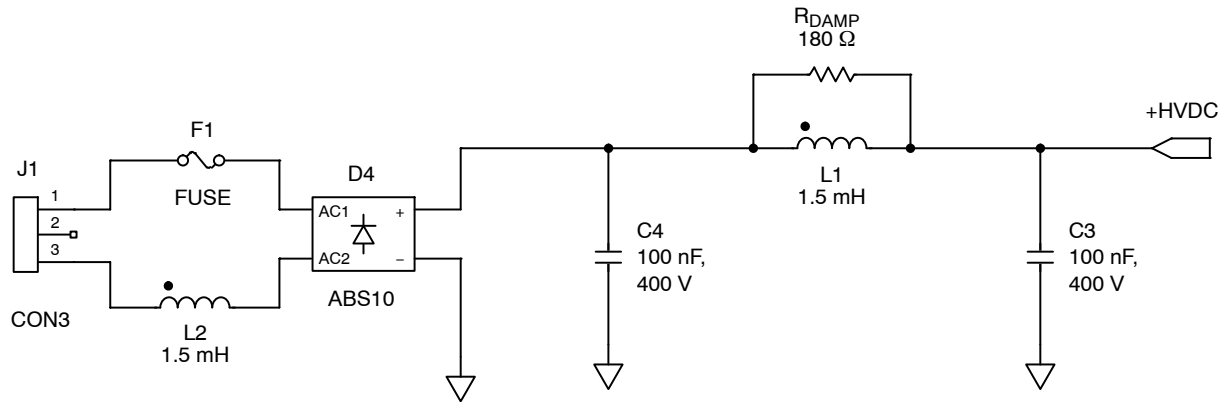 R_DAMP
180 Ω
+HVDC
F1
FUSE
J1
1
2
3
CON3
L2
1.5 mH
D4
AC1
+
AC2
−
ABS10
L1
1.5 mH
C4
100 nF,
400 V
C3
100 nF,
400 V